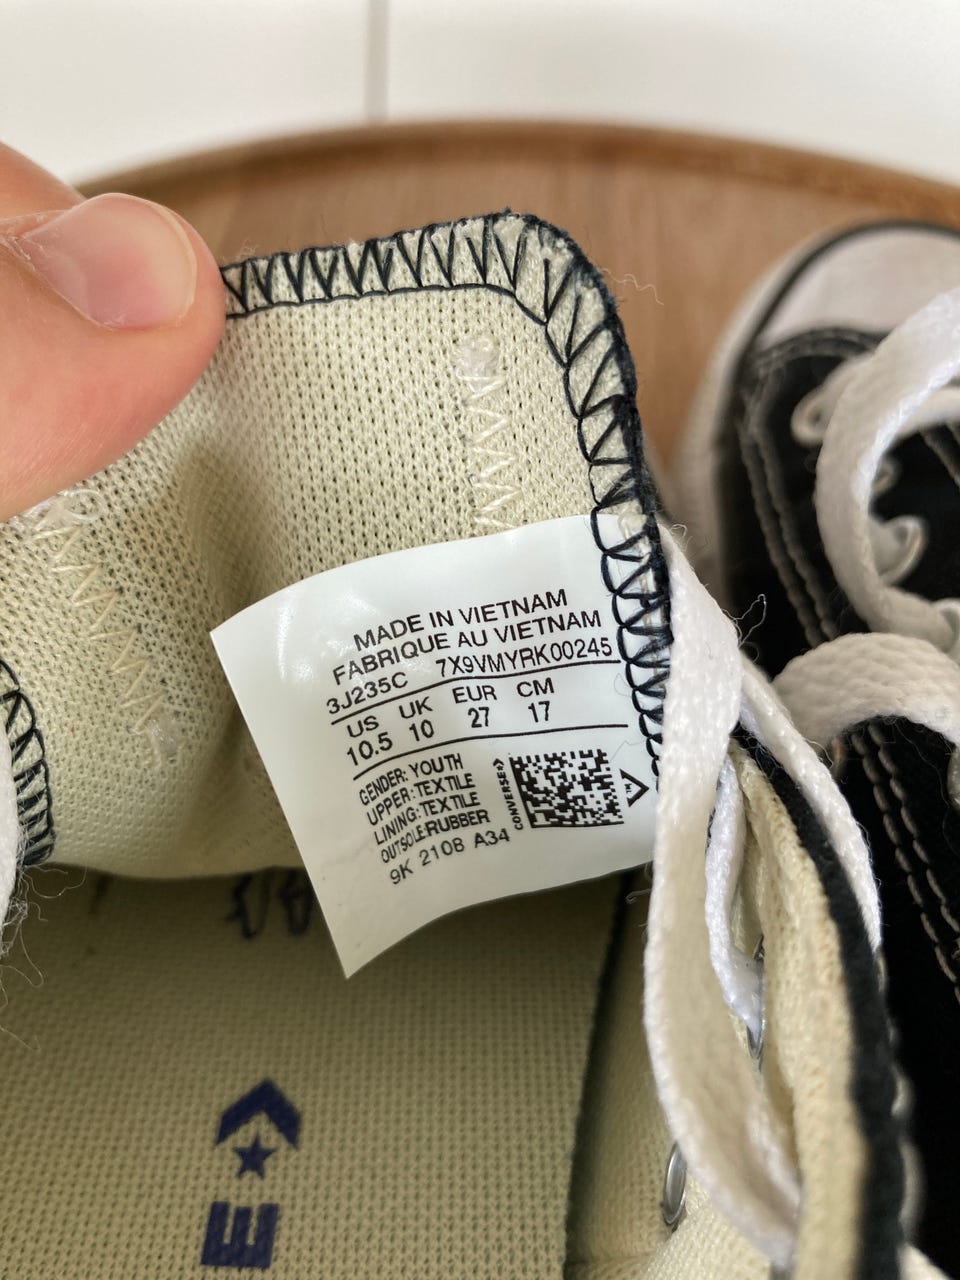 MADE IN VIETNAM
FABRIQUE AU VIETNAM
3J235C 7X9VMYRK00245
US UK EUR CM
10.5 10 27 17
GENDER: YOUTH
UPPER: TEXTILE
LINING: TEXTILE
OUTSOLE: RUBBER
9K 2108 A34
CONVERSE
TM
E